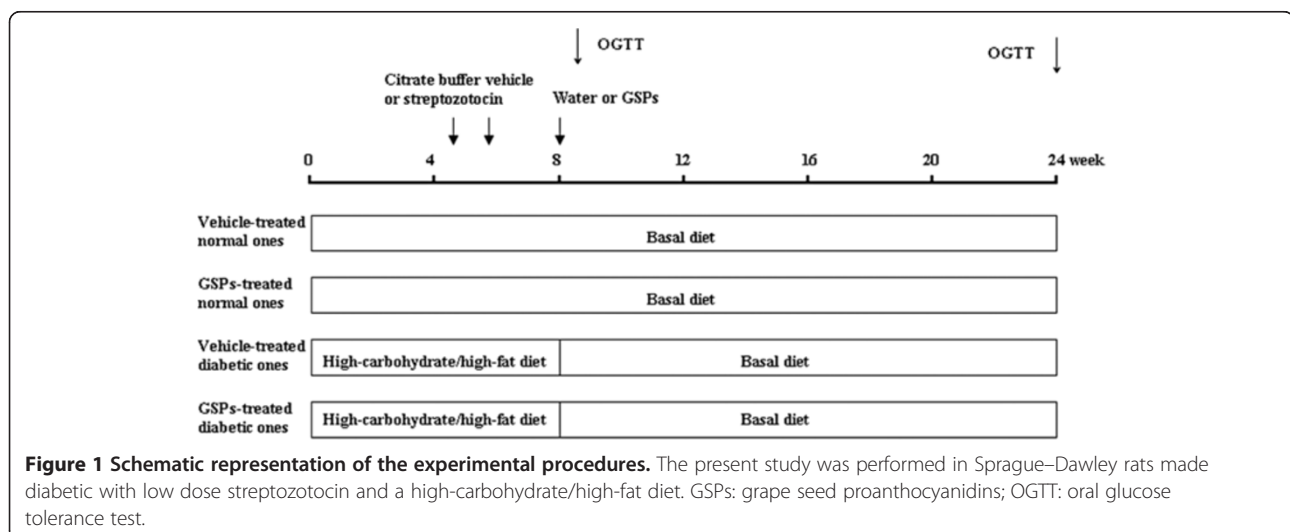 OGTT
OGTT
Citrate buffer vehicle
or streptozotocin
Water or GSPs
0 4 8 12 16 20 24 week
Vehicle-treated
normal ones
Basal diet
GSPs-treated
normal ones
Basal diet
Vehicle-treated
diabetic ones
High-carbohydrate/high-fat diet
Basal diet
GSPs-treated
diabetic ones
High-carbohydrate/high-fat diet
Basal diet
Figure 1 Schematic representation of the experimental procedures. The present study was performed in Sprague–Dawley rats made
diabetic with low dose streptozotocin and a high-carbohydrate/high-fat diet. GSPs: grape seed proanthocyanidins; OGTT: oral glucose
tolerance test.